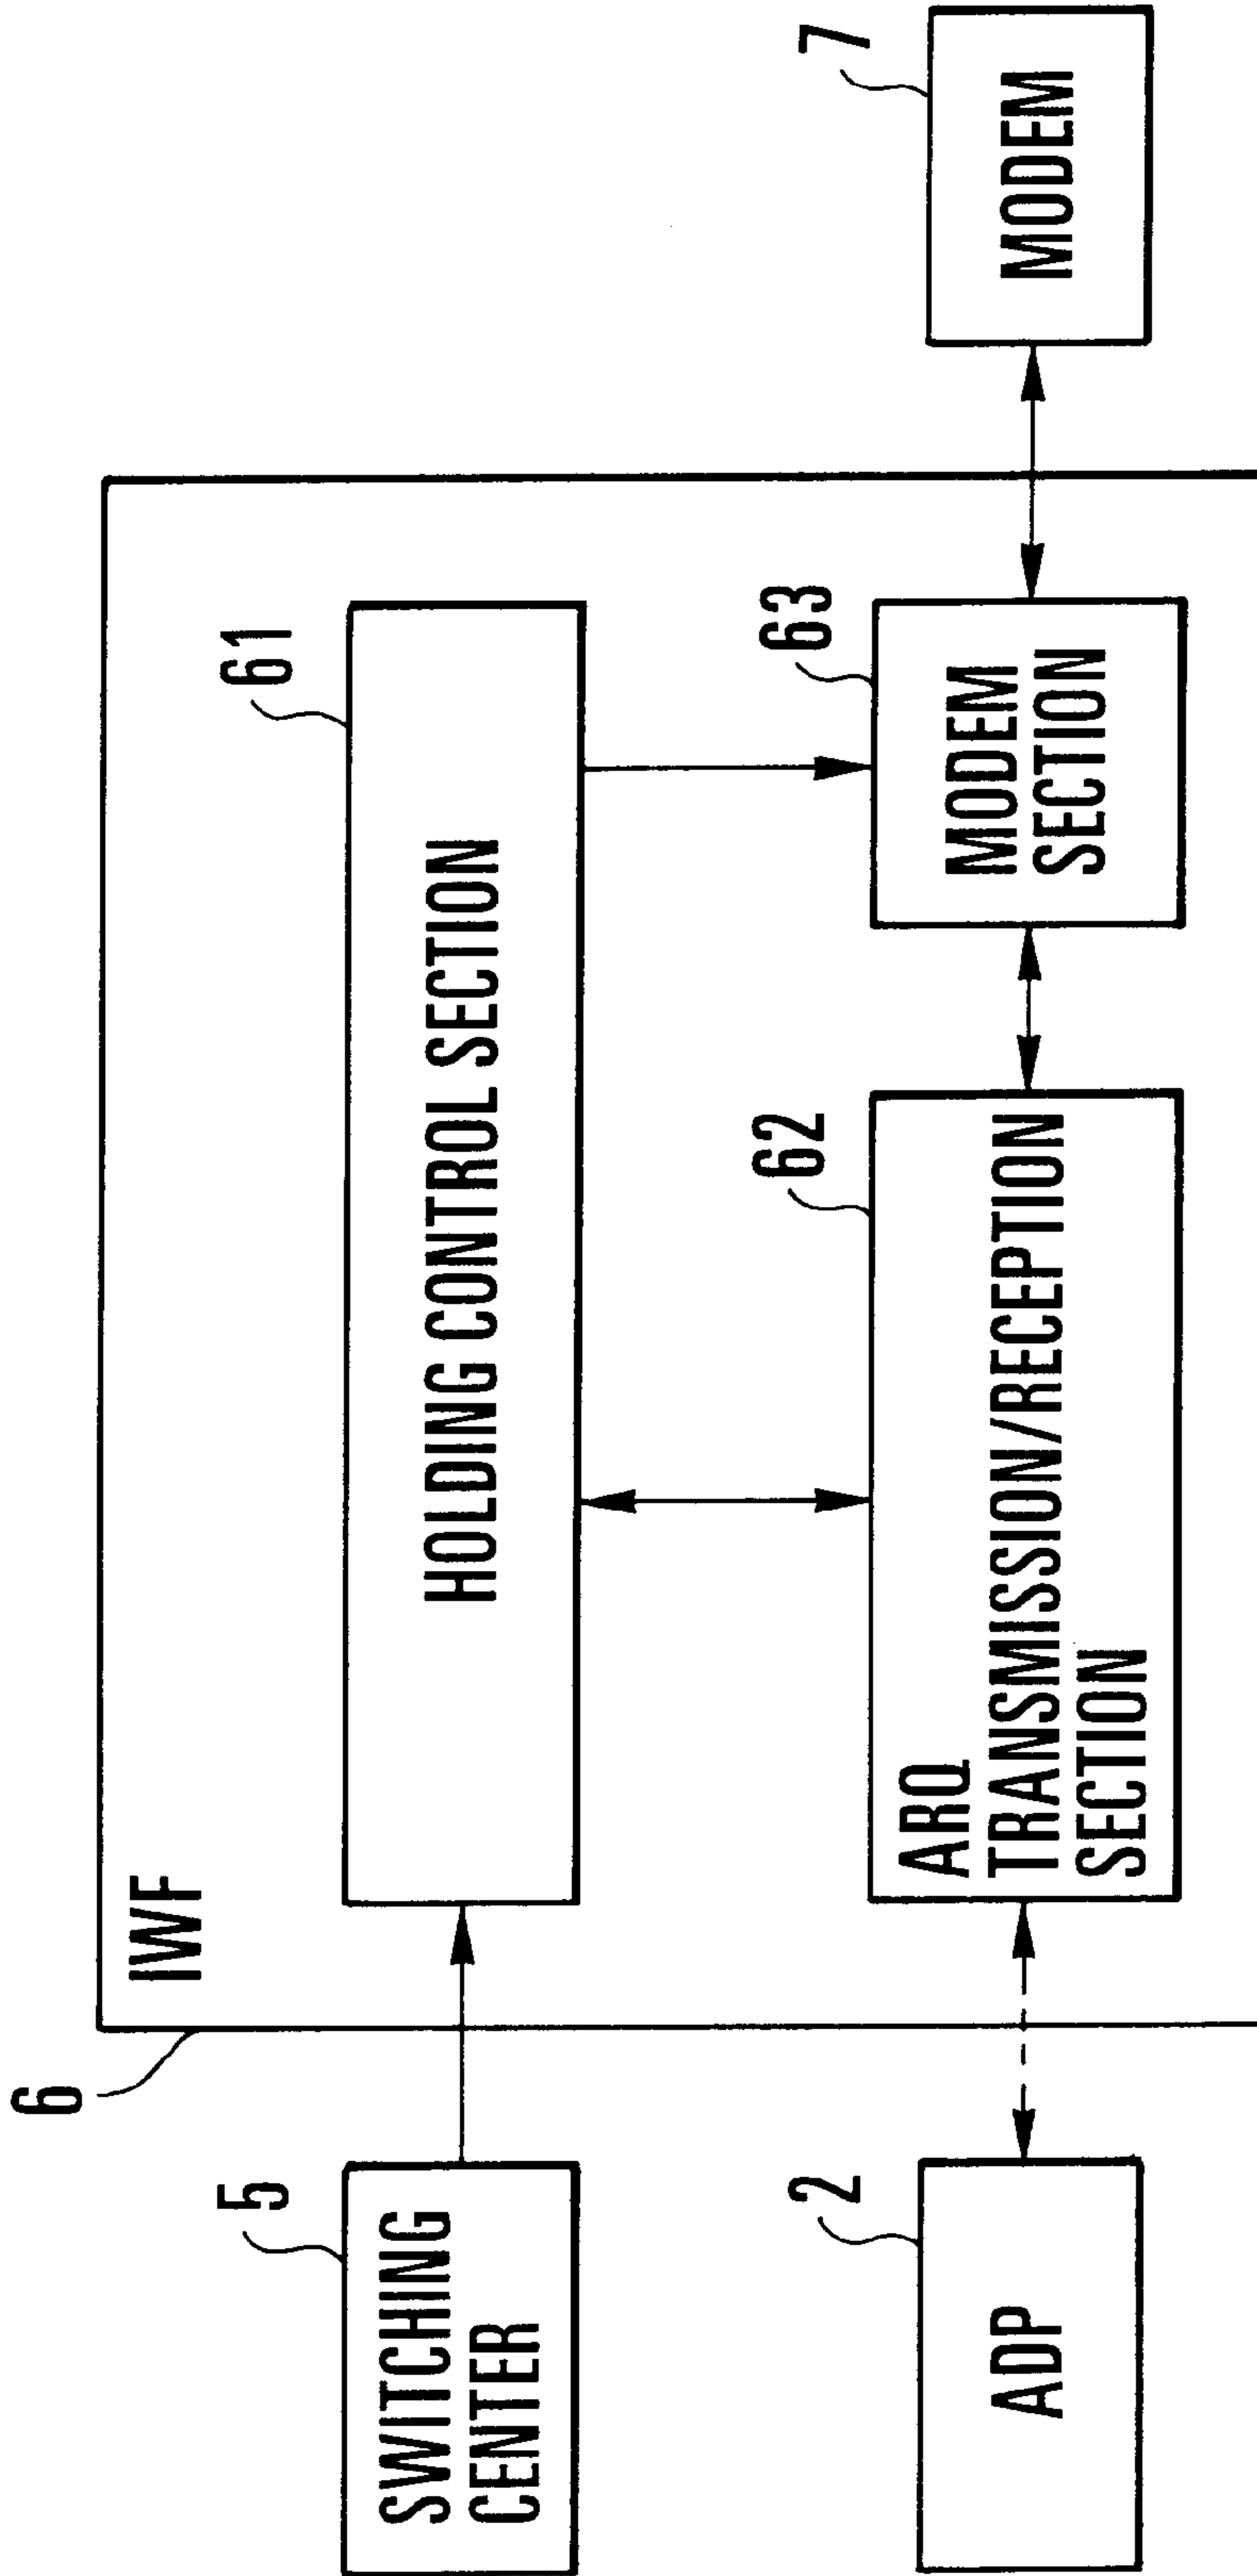 6
IWF
5
SWITCHING
CENTER
61
HOLDING CONTROL SECTION
2
ADP
62
ARQ
TRANSMISSION/RECEPTION
SECTION
63
MODEM
SECTION
7
MODEM